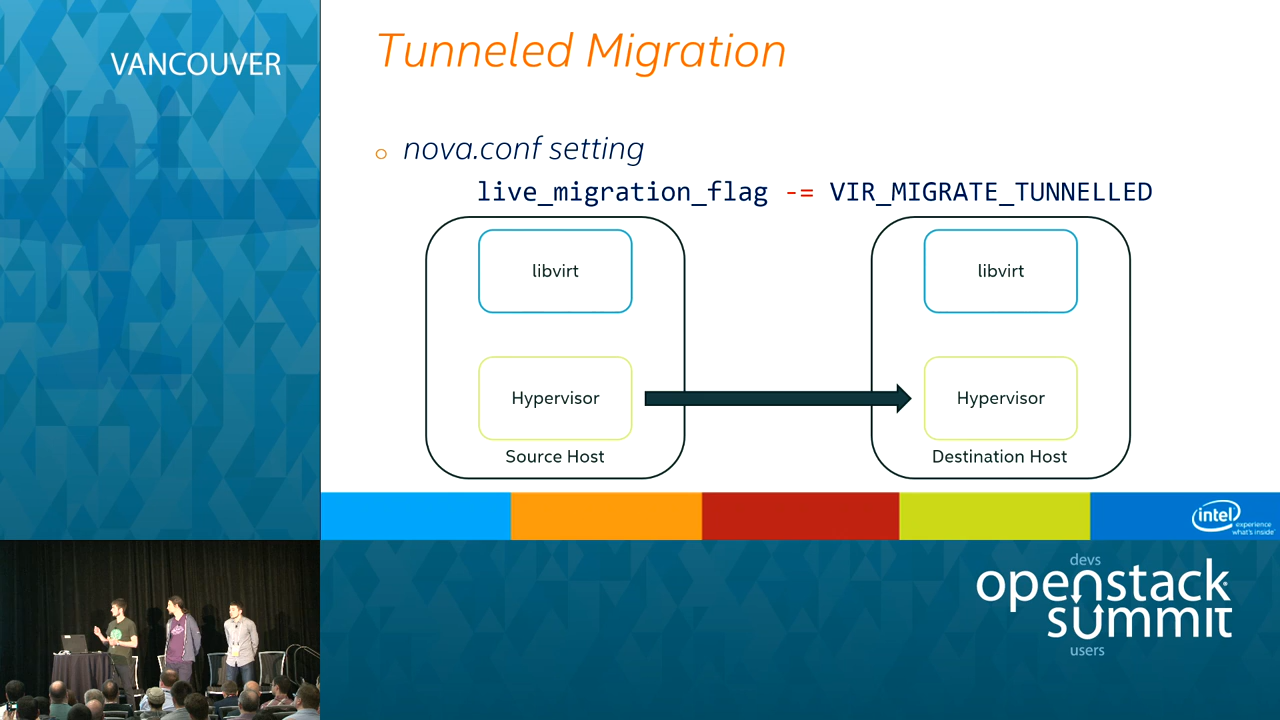 VANCOUVER
Tunneled Migration
o nova.conf setting
live_migration_flag -= VIR_MIGRATE_TUNNELLED
libvirt
libvirt
Hypervisor
Hypervisor
Source Host
Destination Host
intel
experience
what's inside
devs
openstack
summit
users